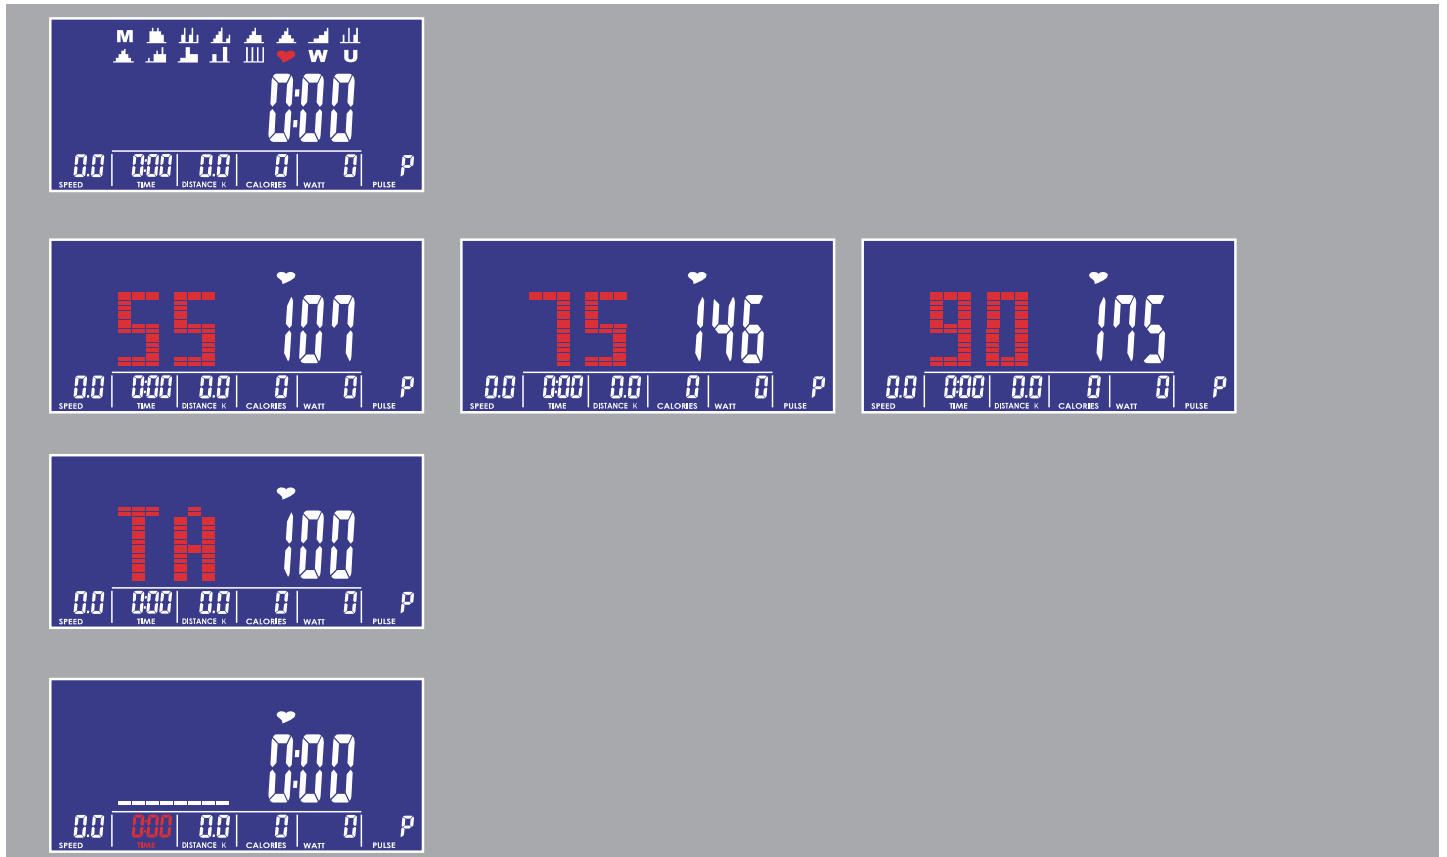 M
W U
0:00
0.0 0:00 0.0 0 0 P
SPEED TIME DISTANCE K CALORIES WATT PULSE
55 107
0.0 0:00 0.0 0 0 P
SPEED TIME DISTANCE K CALORIES WATT PULSE
75 146
0.0 0:00 0.0 0 0 P
SPEED TIME DISTANCE K CALORIES WATT PULSE
90 175
0.0 0:00 0.0 0 0 P
SPEED TIME DISTANCE K CALORIES WATT PULSE
TA 100
0.0 0:00 0.0 0 0 P
SPEED TIME DISTANCE K CALORIES WATT PULSE
0:00
0.0 0:00 0.0 0 0 P
SPEED TIME DISTANCE K CALORIES WATT PULSE